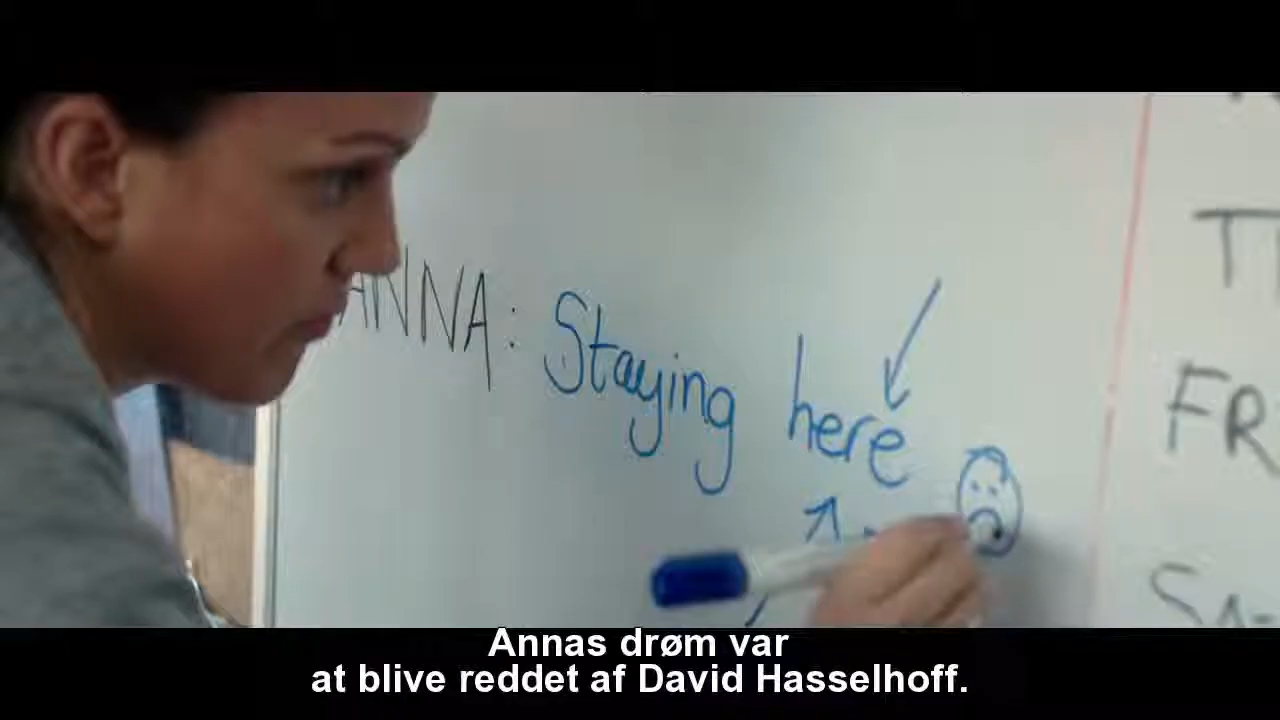 ANNA: Staying here
Annas drøm var
at blive reddet af David Hasselhoff.